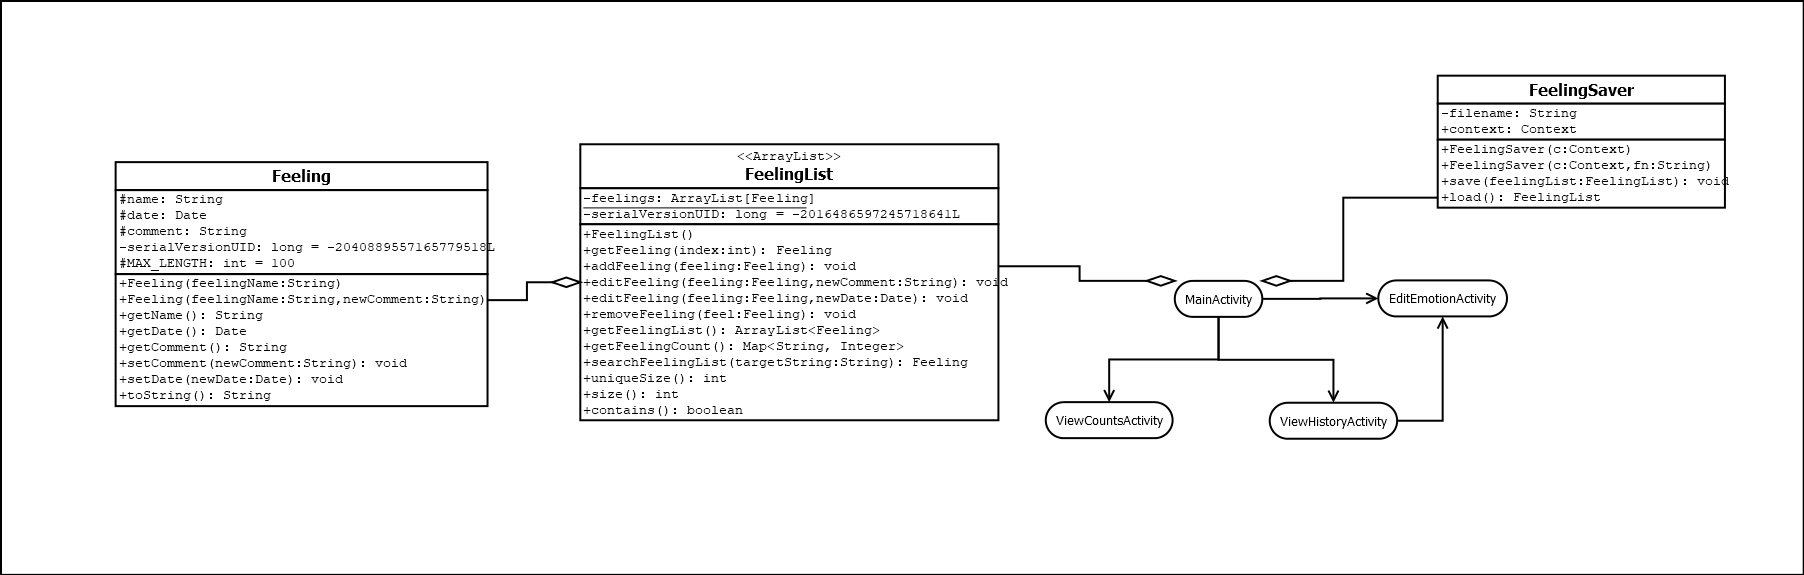 Feeling
#name: String
#date: Date
#comment: String
-serialVersionUID: long = -2040889557165779518L
#MAX_LENGTH: int = 100
+Feeling(feelingName:String)
+Feeling(feelingName:String,newComment:String)
+getName(): String
+getDate(): Date
+getComment(): String
+setComment(newComment:String): void
+setDate(newDate:Date): void
+toString(): String
<<ArrayList>>
FeelingList
-feelings: ArrayList[Feeling]
-serialVersionUID: long = -2016486597245718641L
+FeelingList()
+getFeeling(index:int): Feeling
+addFeeling(feeling:Feeling): void
+editFeeling(feeling:Feeling,newComment:String): void
+editFeeling(feeling:Feeling,newDate:Date): void
+removeFeeling(feel:Feeling): void
+getFeelingList(): ArrayList<Feeling>
+getFeelingCount(): Map<String, Integer>
+searchFeelingList(targetString:String): Feeling
+uniqueSize(): int
+size(): int
+contains(): boolean
FeelingSaver
-filename: String
+context: Context
+FeelingSaver(c:Context)
+FeelingSaver(c:Context,fn:String)
+save(feelingList:FeelingList): void
+load(): FeelingList
MainActivity
EditEmotionActivity
ViewCountsActivity
ViewHistoryActivity